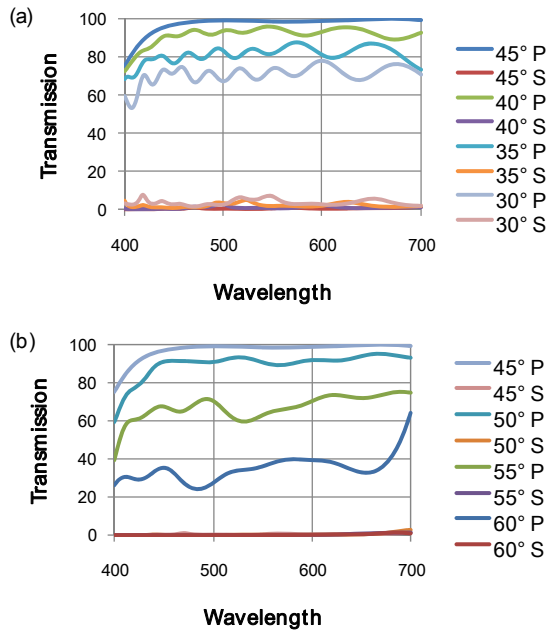 (a)
Transmission
100
80
60
40
20
0
400
500
600
700
Wavelength
45° P
45° S
40° P
40° S
35° P
35° S
30° P
30° S
(b)
Transmission
100
80
60
40
20
0
400
500
600
700
Wavelength
45° P
45° S
50° P
50° S
55° P
55° S
60° P
60° S